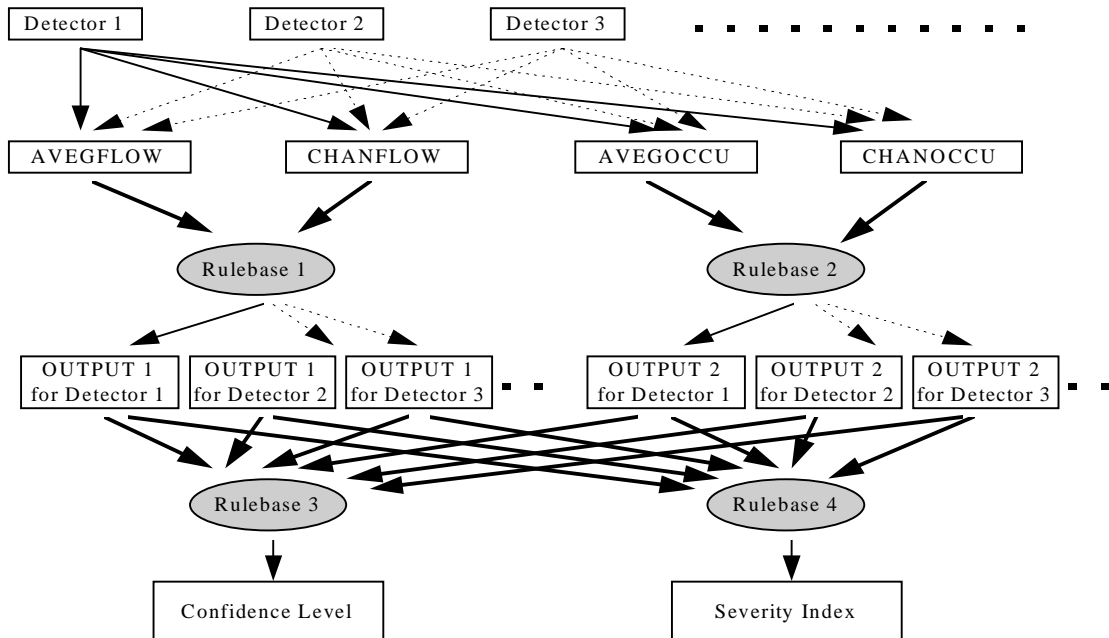 Detector 1
Detector 2
Detector 3
AVEGFLOW
CHANFLOW
AVEGOCCU
CHANOCCU
Rulebase 1
Rulebase 2
OUTPUT 1
for Detector 1
OUTPUT 1
for Detector 2
OUTPUT 1
for Detector 3
OUTPUT 2
for Detector 1
OUTPUT 2
for Detector 2
OUTPUT 2
for Detector 3
Rulebase 3
Rulebase 4
Confidence Level
Severity Index